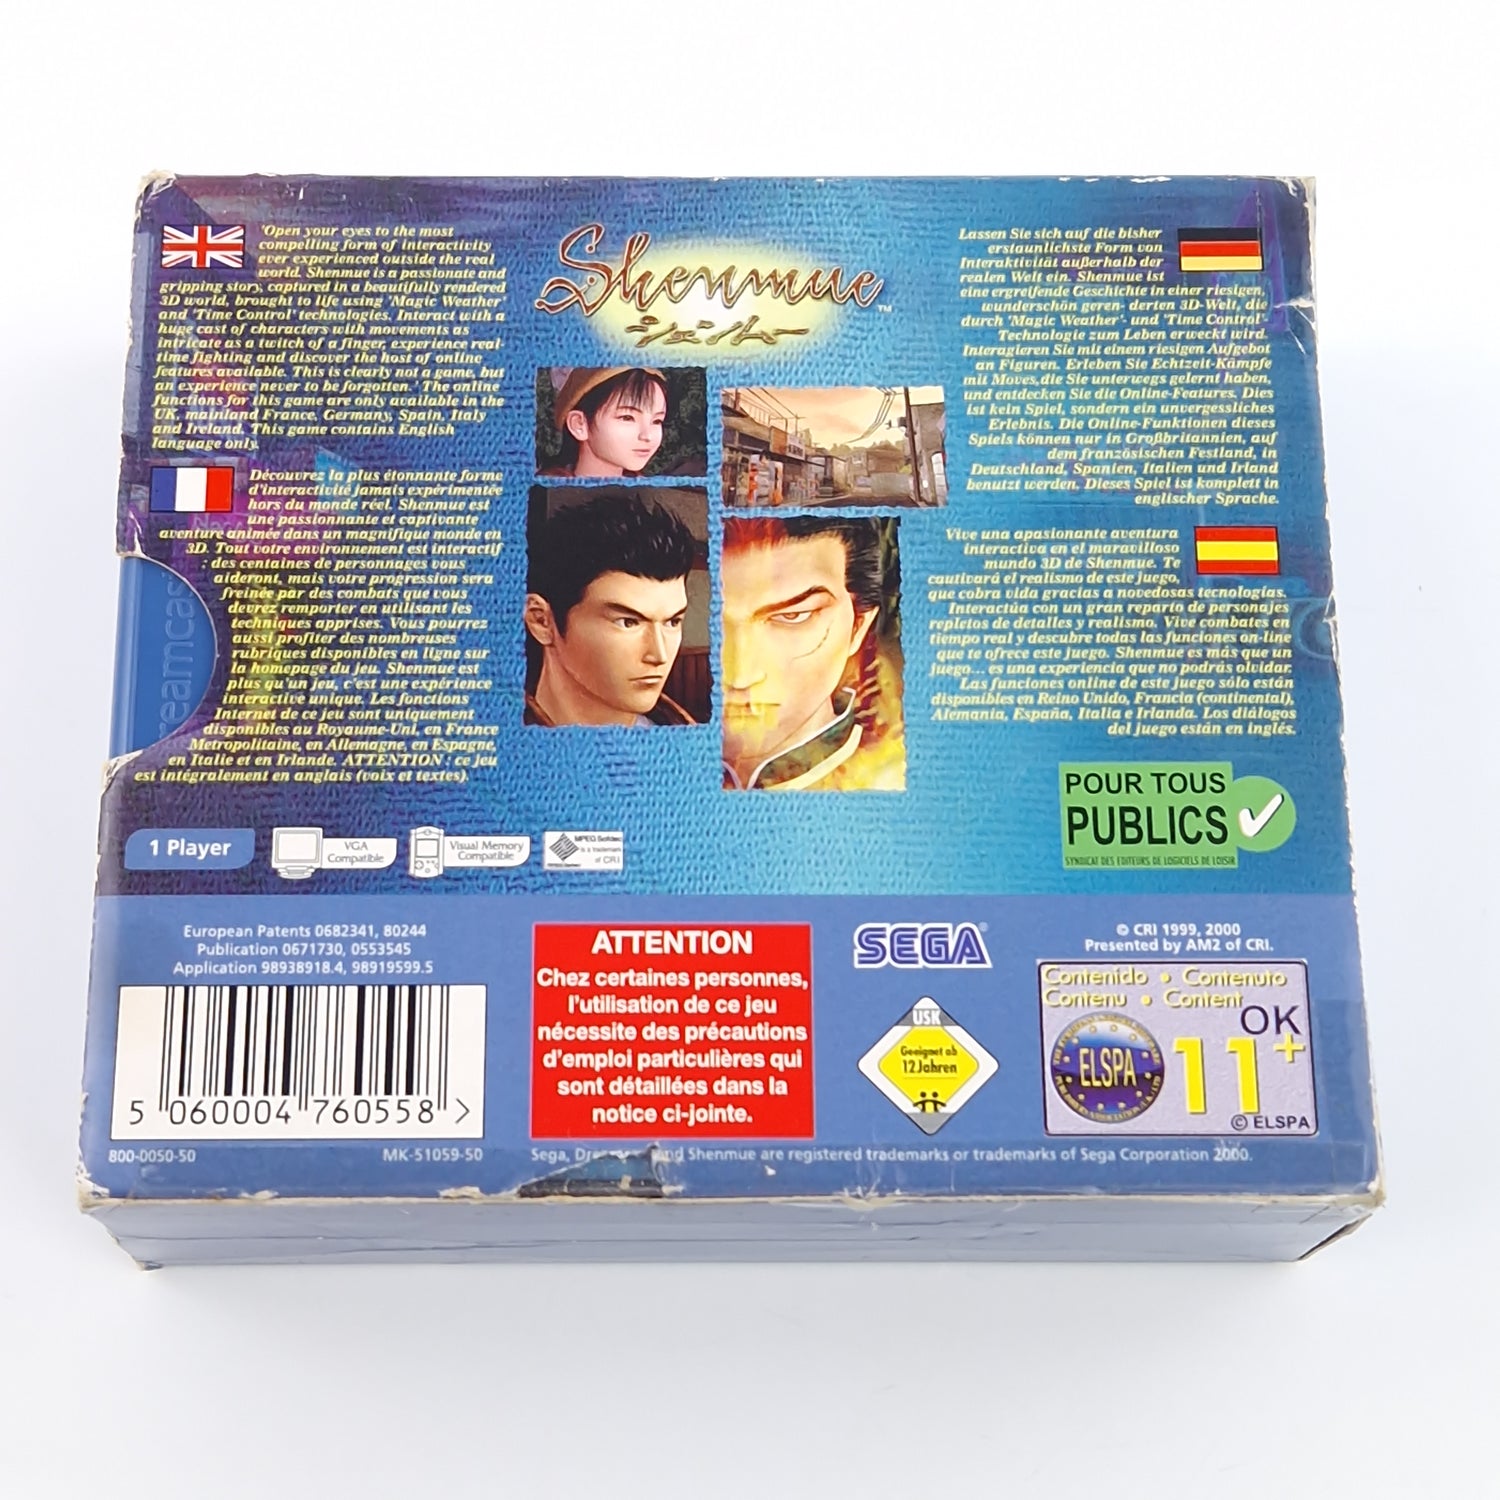 'Open your eyes to the most
compelling form of interactivity
ever experienced outside the real
world. Shenmue is a passionate and
gripping story, captured in a beautifully rendered
3D world, brought to life using 'Magic Weather'
and 'Time Control' technologies. Interact with a
huge cast of characters with movements as
intricate as a twitch of a finger, experience real-
time fighting and discover the host of online
features available. This is clearly not a game, but
an experience never to be forgotten.' The online
functions for this game are only available in the
UK, mainland France, Germany, Spain, Italy
and Ireland. This game contains English
language only.
Découvrez la plus étonnante forme
d'interactivité jamais expérimentée
hors du monde réel. Shenmue est
une passionnante et captivante
aventure animée dans un magnifique monde en
3D. Tout votre environnement est interactif
: des centaines de personnages vous
aideront, mais votre progression sera
freinée par des combats que vous
devrez remporter en utilisant les
techniques apprises. Vous pourrez
aussi profiter des nombreuses
rubriques disponibles en ligne sur
la homepage du jeu. Shenmue est
plus qu'un jeu, c'est une expérience
interactive unique. Les fonctions
Internet de ce jeu sont uniquement
disponibles au Royaume-Uni, en France
Metropolitaine, en Allemagne, en Espagne,
en Italie et en Irlande. ATTENTION : ce jeu
est intégralement en anglais (voix et textes).
reamcas
Shenmue™
シェンムー
Lassen Sie sich auf die bisher
erstaunlichste Form von
Interaktivität außerhalb der
realen Welt ein. Shenmue ist
eine ergreifende Geschichte in einer riesigen,
wunderschön geren- derten 3D-Welt, die
durch 'Magic Weather'- und 'Time Control'-
Technologie zum Leben erweckt wird.
Interagieren Sie mit einem riesigen Aufgebot
an Figuren. Erleben Sie Echtzeit-Kämpfe
mit Moves, die Sie unterwegs gelernt haben,
und entdecken Sie die Online-Features. Dies
ist kein Spiel, sondern ein unvergessliches
Erlebnis. Die Online-Funktionen dieses
Spiels können nur in Großbritannien, auf
dem französischen Festland, in
Deutschland, Spanien, Italien und Irland
benutzt werden. Dieses Spiel ist komplett in
englischer Sprache.
Vive una apasionante aventura
interactiva en el maravilloso
mundo 3D de Shenmue. Te
cautivará el realismo de este juego,
que cobra vida gracias a novedosas tecnologías.
Interactúa con un gran reparto de personajes
repletos de detalles y realismo. Vive combates en
tiempo real y descubre todas las funciones on-line
que te ofrece este juego. Shenmue es más que un
juego... es una experiencia que no podrás olvidar.
Las funciones online de este juego sólo están
disponibles en Reino Unido, Francia (continental),
Alemania, España, Italia e Irlanda. Los diálogos
del juego están en inglés.
POUR TOUS
PUBLICS
SYNDICAT DES EDITEURS DE LOGICIELS DE LOISIR
1 Player
VGA
Compatible
Visual Memory
Compatible
MPEG Sofdec
is a trademark
of CRI
European Patents 0682341, 80244
Publication 0671730, 0553545
Application 98938918.4, 98919599.5
5 060004 760558 >
800-0050-50
MK-51059-50
ATTENTION
Chez certaines personnes,
l'utilisation de ce jeu
nécessite des précautions
d'emploi particulières qui
sont détaillées dans la
notice ci-jointe.
SEGA®
USK
Geeignet ab
12 Jahren
© CRI 1999, 2000
Presented by AM2 of CRI.
Contenido • Contenuto
Contenu • Content
OK
ELSPA
11+
© ELSPA
Sega, and Shenmue are registered trademarks or trademarks of Sega Corporation 2000.